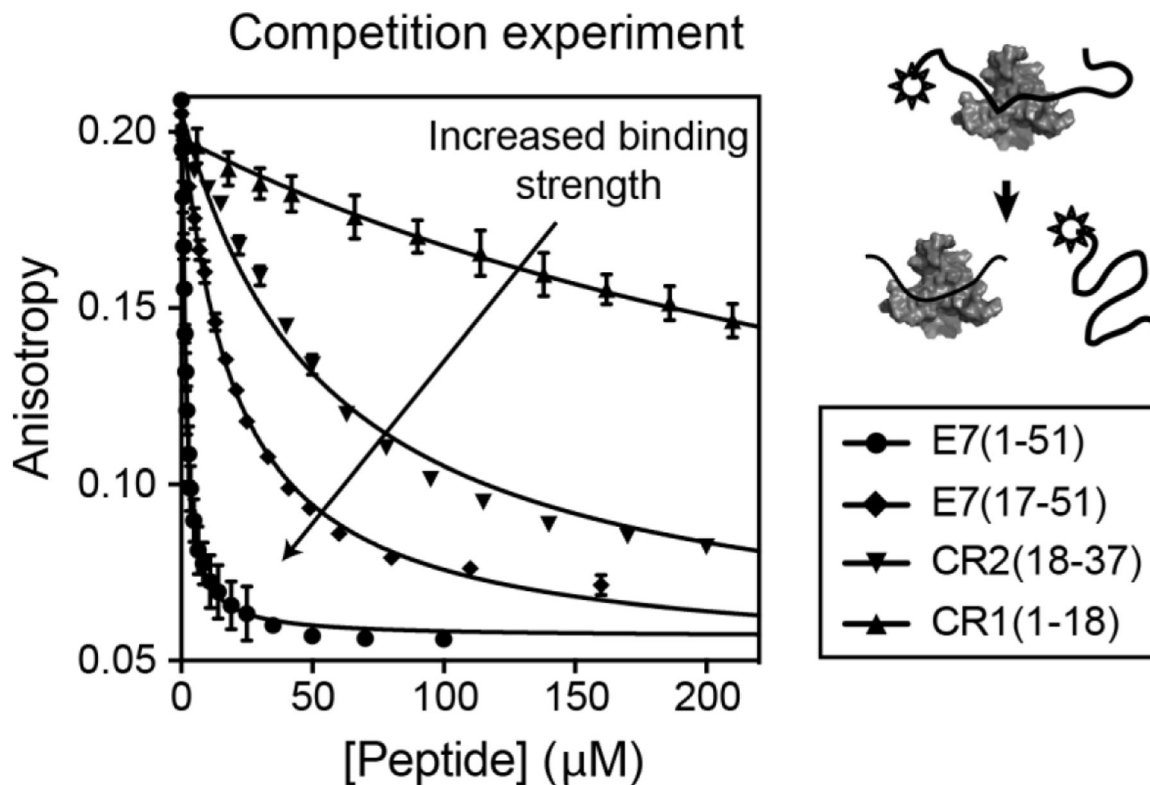 Competition experiment
Increased binding
strength
Anisotropy
0.20
0.15
0.10
0.05
0
50
100
150
200
[Peptide] (μM)
E7(1-51)
E7(17-51)
CR2(18-37)
CR1(1-18)